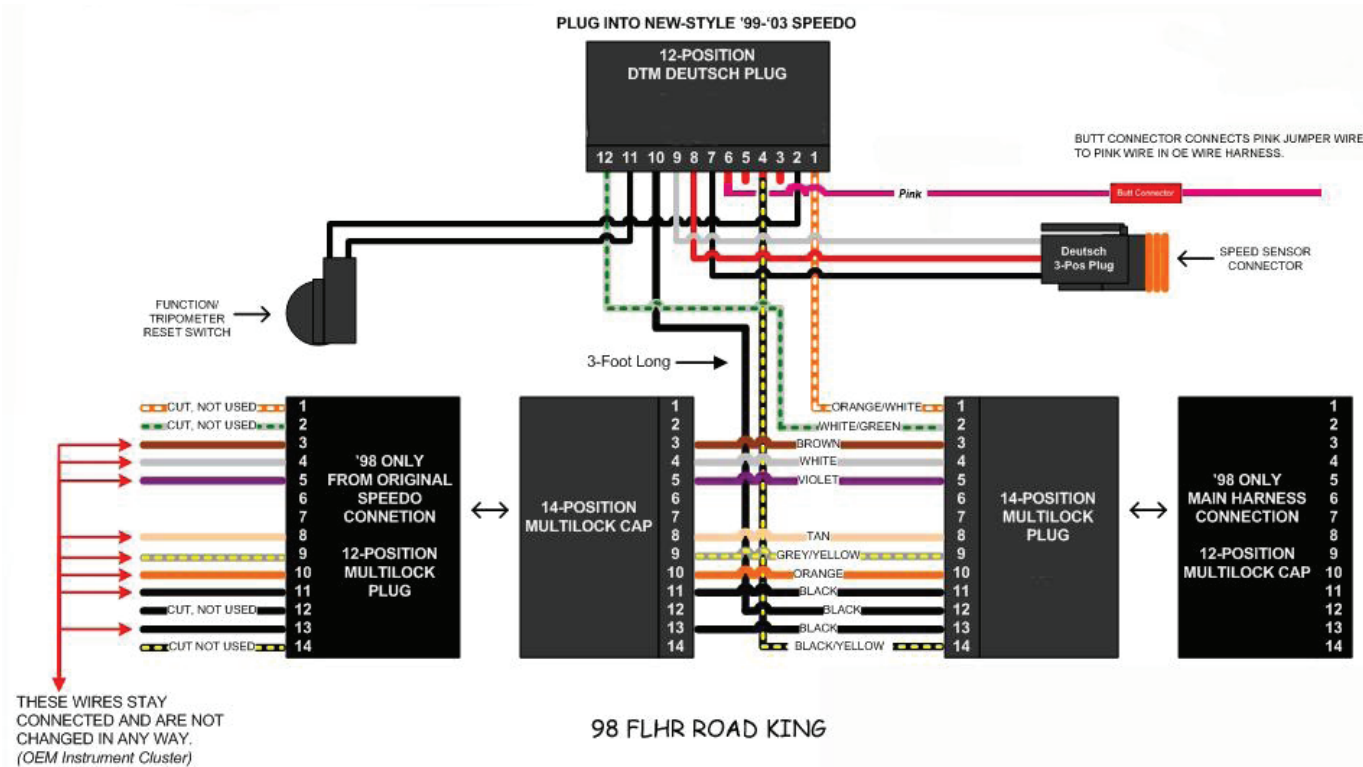 PLUG INTO NEW-STYLE '99-'03 SPEEDO
12-POSITION
DTM DEUTSCH PLUG
12 11 10 9 8 7 6 5 4 3 2 1
BUTT CONNECTOR CONNECTS PINK JUMPER WIRE
TO PINK WIRE IN OE WIRE HARNESS.
Pink
Butt Connector
Deutsch
3-Pos Plug
SPEED SENSOR
CONNECTOR
FUNCTION/
TRIPOMETER
RESET SWITCH
3-Foot Long
CUT, NOT USED
CUT, NOT USED
CUT, NOT USED
CUT NOT USED
1
2
3
4
5
6
7
8
9
10
11
12
13
14
'98 ONLY
FROM ORIGINAL
SPEEDO
CONNETION
12-POSITION
MULTILOCK
PLUG
14-POSITION
MULTILOCK CAP
1
2
3
4
5
6
7
8
9
10
11
12
13
14
ORANGE/WHITE
WHITE/GREEN
BROWN
WHITE
VIOLET
TAN
GREY/YELLOW
ORANGE
BLACK
BLACK
BLACK
BLACK/YELLOW
1
2
3
4
5
6
7
8
9
10
11
12
13
14
14-POSITION
MULTILOCK
PLUG
'98 ONLY
MAIN HARNESS
CONNECTION
12-POSITION
MULTILOCK CAP
1
2
3
4
5
6
7
8
9
10
11
12
13
14
THESE WIRES STAY
CONNECTED AND ARE NOT
CHANGED IN ANY WAY.
(OEM Instrument Cluster)
98 FLHR ROAD KING